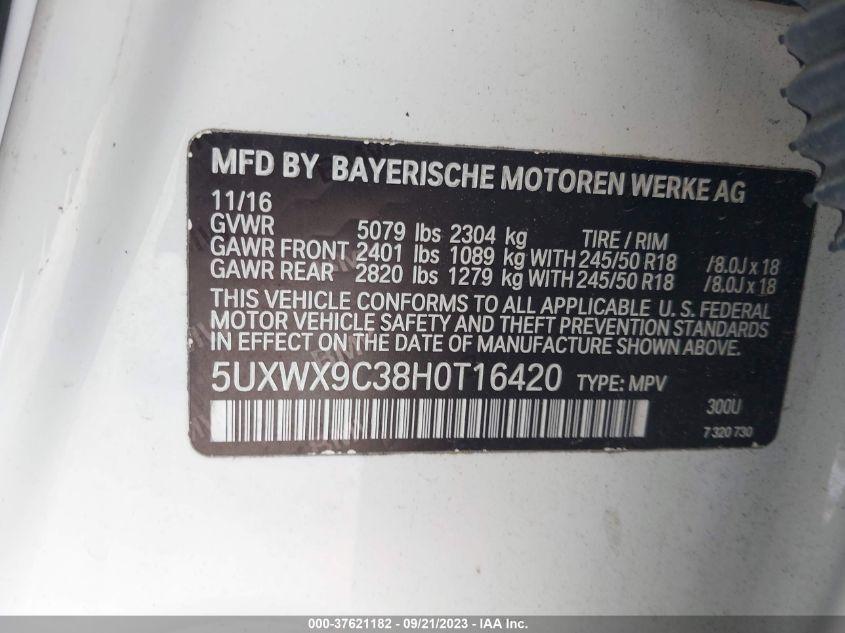 MFD BY BAYERISCHE MOTOREN WERKE AG
11/16
GVWR 5079 lbs 2304 kg TIRE / RIM
GAWR FRONT 2401 lbs 1089 kg WITH 245/50 R18 /8.0J x 18
GAWR REAR 2820 lbs 1279 kg WITH 245/50 R18 /8.0J x 18
THIS VEHICLE CONFORMS TO ALL APPLICABLE U. S. FEDERAL
MOTOR VEHICLE SAFETY AND THEFT PREVENTION STANDARDS
IN EFFECT ON THE DATE OF MANUFACTURE SHOWN ABOVE.
5UXWX9C38H0T16420 TYPE: MPV
300U
7 320 730
000-37621182 - 09/21/2023 - IAAI.COM